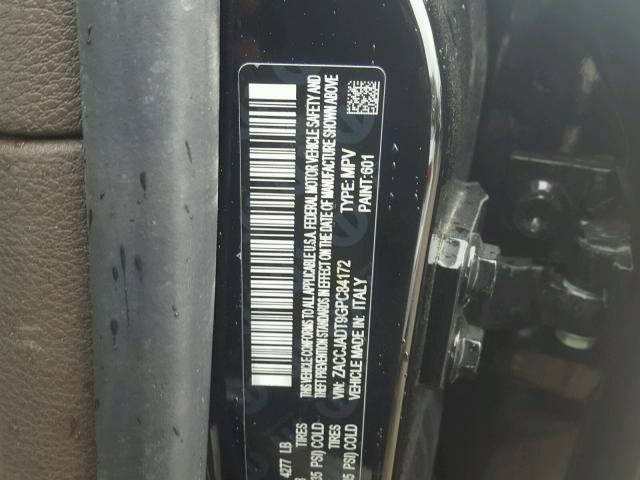 THIS VEHICLE CONFORMS TO ALL APPLICABLE U.S.A. FEDERAL MOTOR VEHICLE SAFETY AND
THEFT PREVENTION STANDARDS IN EFFECT ON THE DATE OF MANUFACTURE SHOWN ABOVE
VIN: ZACCJADT9GPC84172 TYPE: MPV
VEHICLE MADE IN: ITALY PAINT: 601
4277 LB
TIRES TIRES
35 PSI) COLD
PSI) COLD